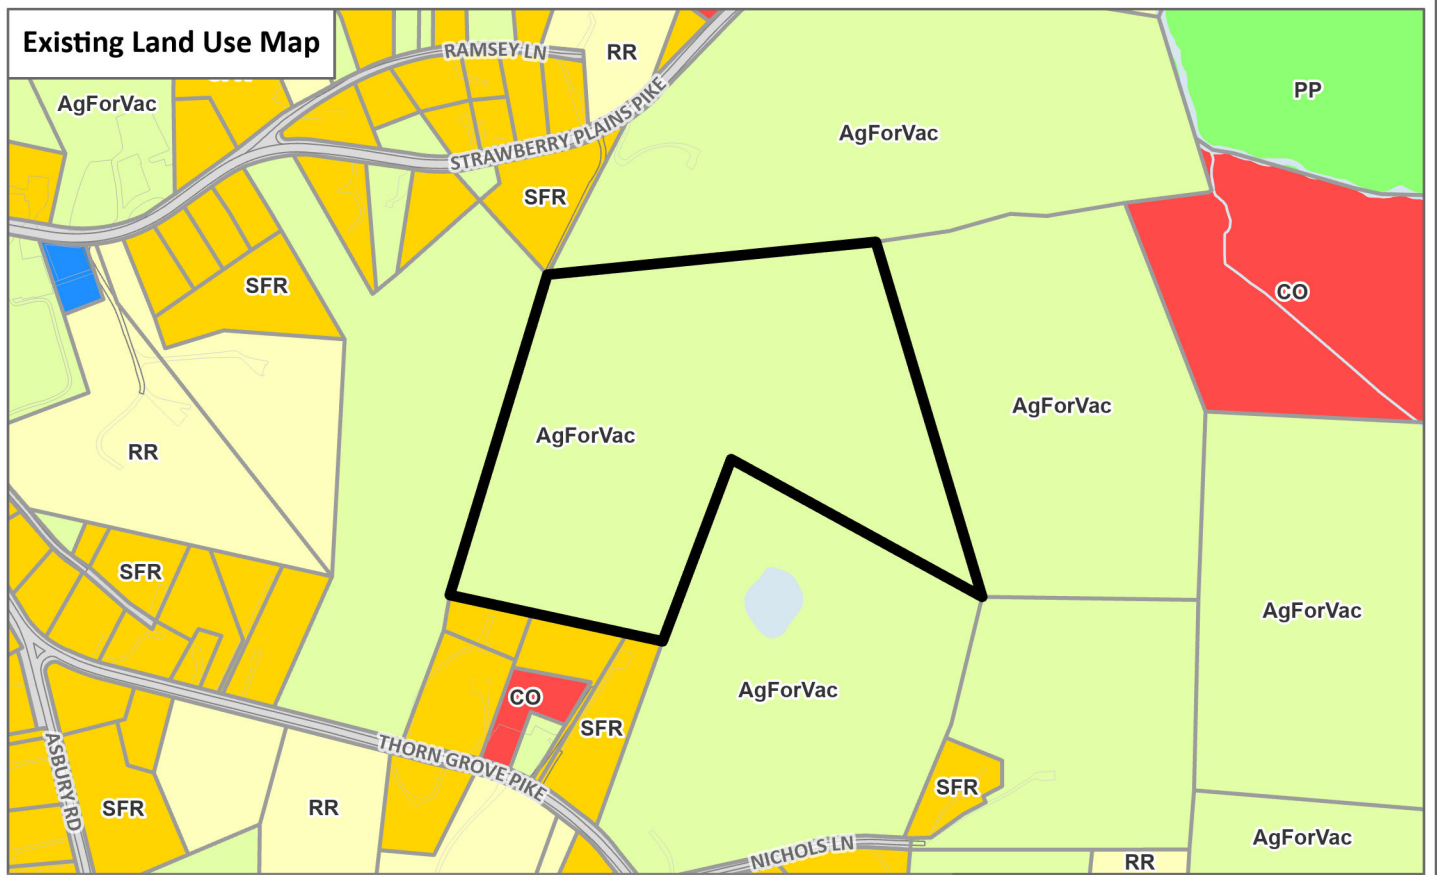 Existing Land Use Map
RAMSEY LN
RR
AgForVac
PP
AgForVac
STRAWBERRY PLAINS PIKE
SFR
SFR
CO
AgForVac
AgForVac
RR
SFR
AgForVac
AgForVac
CO
SFR
THORN GROVE PIKE
ASBURY RD
SFR
RR
SFR
NICHOLS LN
AgForVac
RR